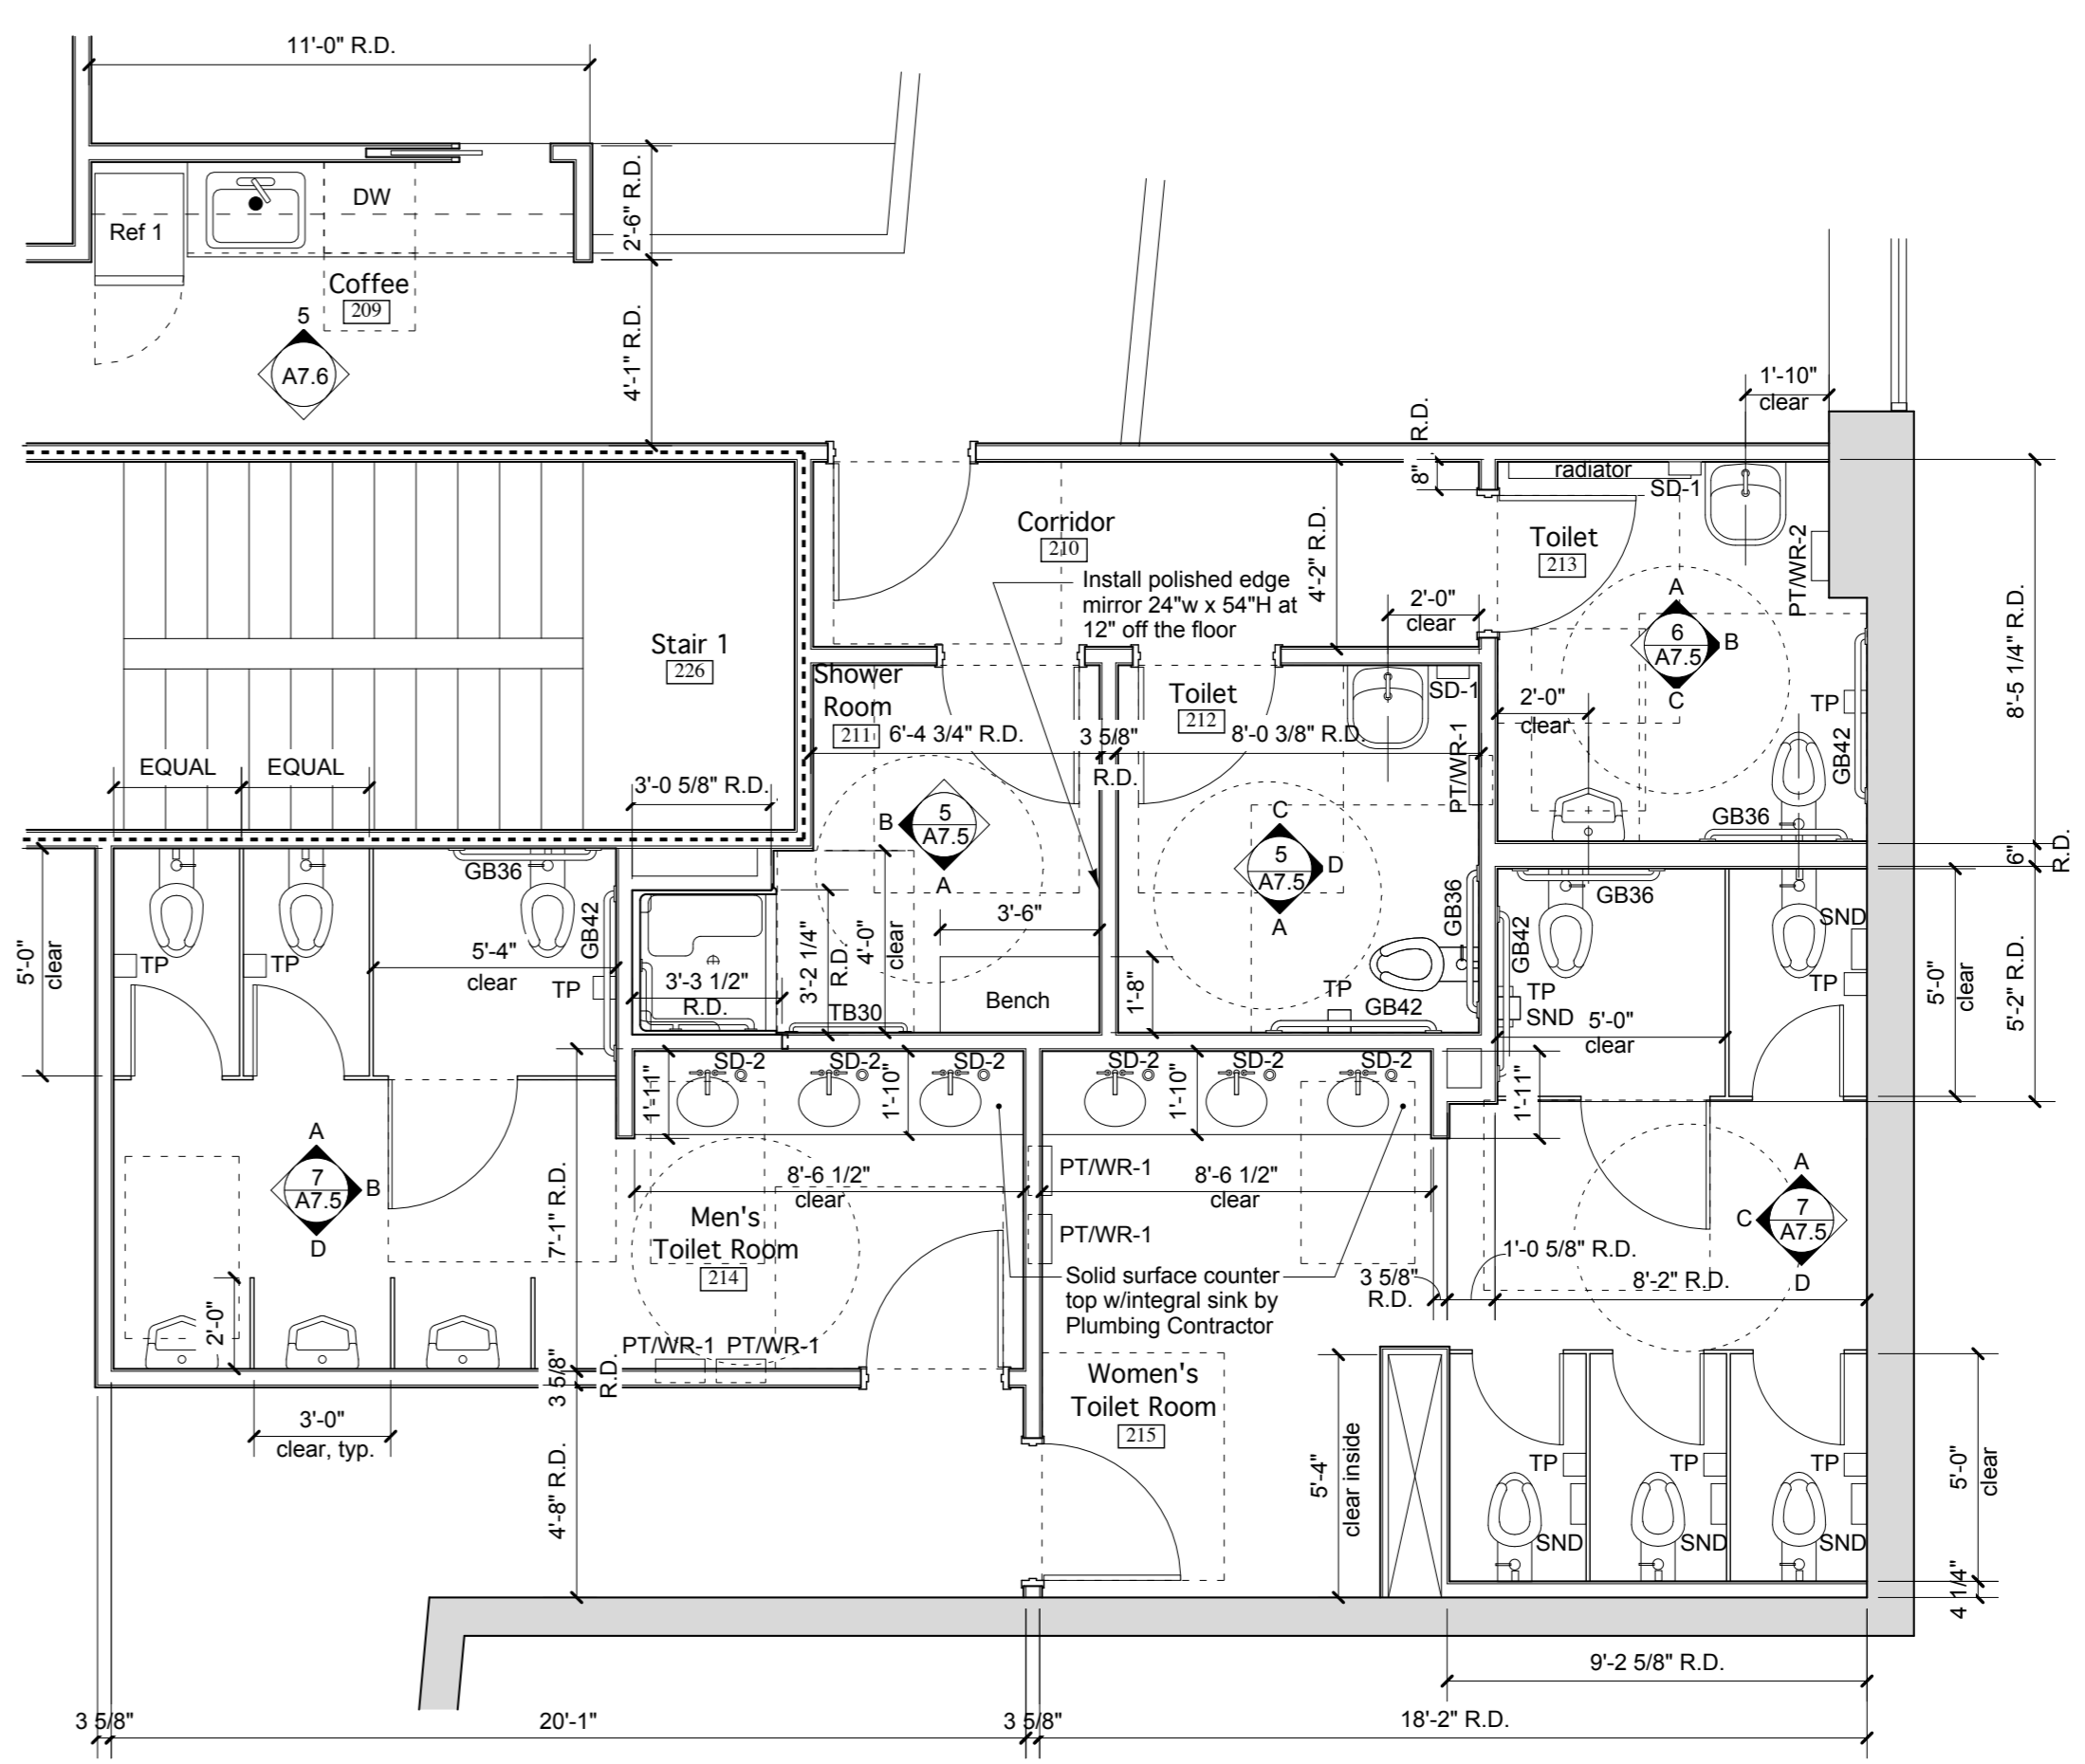 11'-0" R.D.
2'-6" R.D.
DW
Ref 1
Coffee
209
5
A7.6
4'-1" R.D.
1'-10"
clear
R.D.
8"
radiator
SD-1
Corridor
210
Toilet
213
PT/WR-2
4'-2" R.D.
Install polished edge
mirror 24"w x 54"H at
12" off the floor
2'-0"
clear
A
6
A7.5
B
C
8'-5 1/4" R.D.
Stair 1
226
Shower
Room
211
6'-4 3/4" R.D.
3 5/8"
R.D.
Toilet
212
8'-0 3/8" R.D.
SD-1
PT/WR-1
2'-0"
clear
TP
GB42
GB36
EQUAL
EQUAL
3'-0 5/8" R.D.
B
5
A7.5
A
C
5
A7.5
D
A
6"
R.D.
5'-0"
clear
GB36
GB42
TP
TP
5'-4"
clear
TP
3'-3 1/2"
R.D.
3'-2 1/4"
R.D.
4'-0"
clear
3'-6"
Bench
TB30
1'-8"
TP
GB42
GB36
GB42
GB36
TP
SND
SND
TP
5'-0"
clear
5'-0"
clear
5'-2" R.D.
SD-2
SD-2
SD-2
SD-2
SD-2
SD-2
1'-11"
1'-10"
1'-10"
1'-11"
A
7
A7.5
B
D
7'-1" R.D.
8'-6 1/2"
clear
PT/WR-1
8'-6 1/2"
clear
Men's
Toilet Room
214
PT/WR-1
A
7
A7.5
C
D
1'-0 5/8" R.D.
3 5/8"
R.D.
8'-2" R.D.
Solid surface counter
top w/integral sink by
Plumbing Contractor
2'-0"
PT/WR-1
PT/WR-1
3 5/8"
R.D.
Women's
Toilet Room
215
3'-0"
clear, typ.
4'-8" R.D.
5'-4"
clear inside
TP
TP
TP
SND
SND
SND
5'-0"
clear
4 1/4"
9'-2 5/8" R.D.
3 5/8"
20'-1"
3 5/8"
18'-2" R.D.